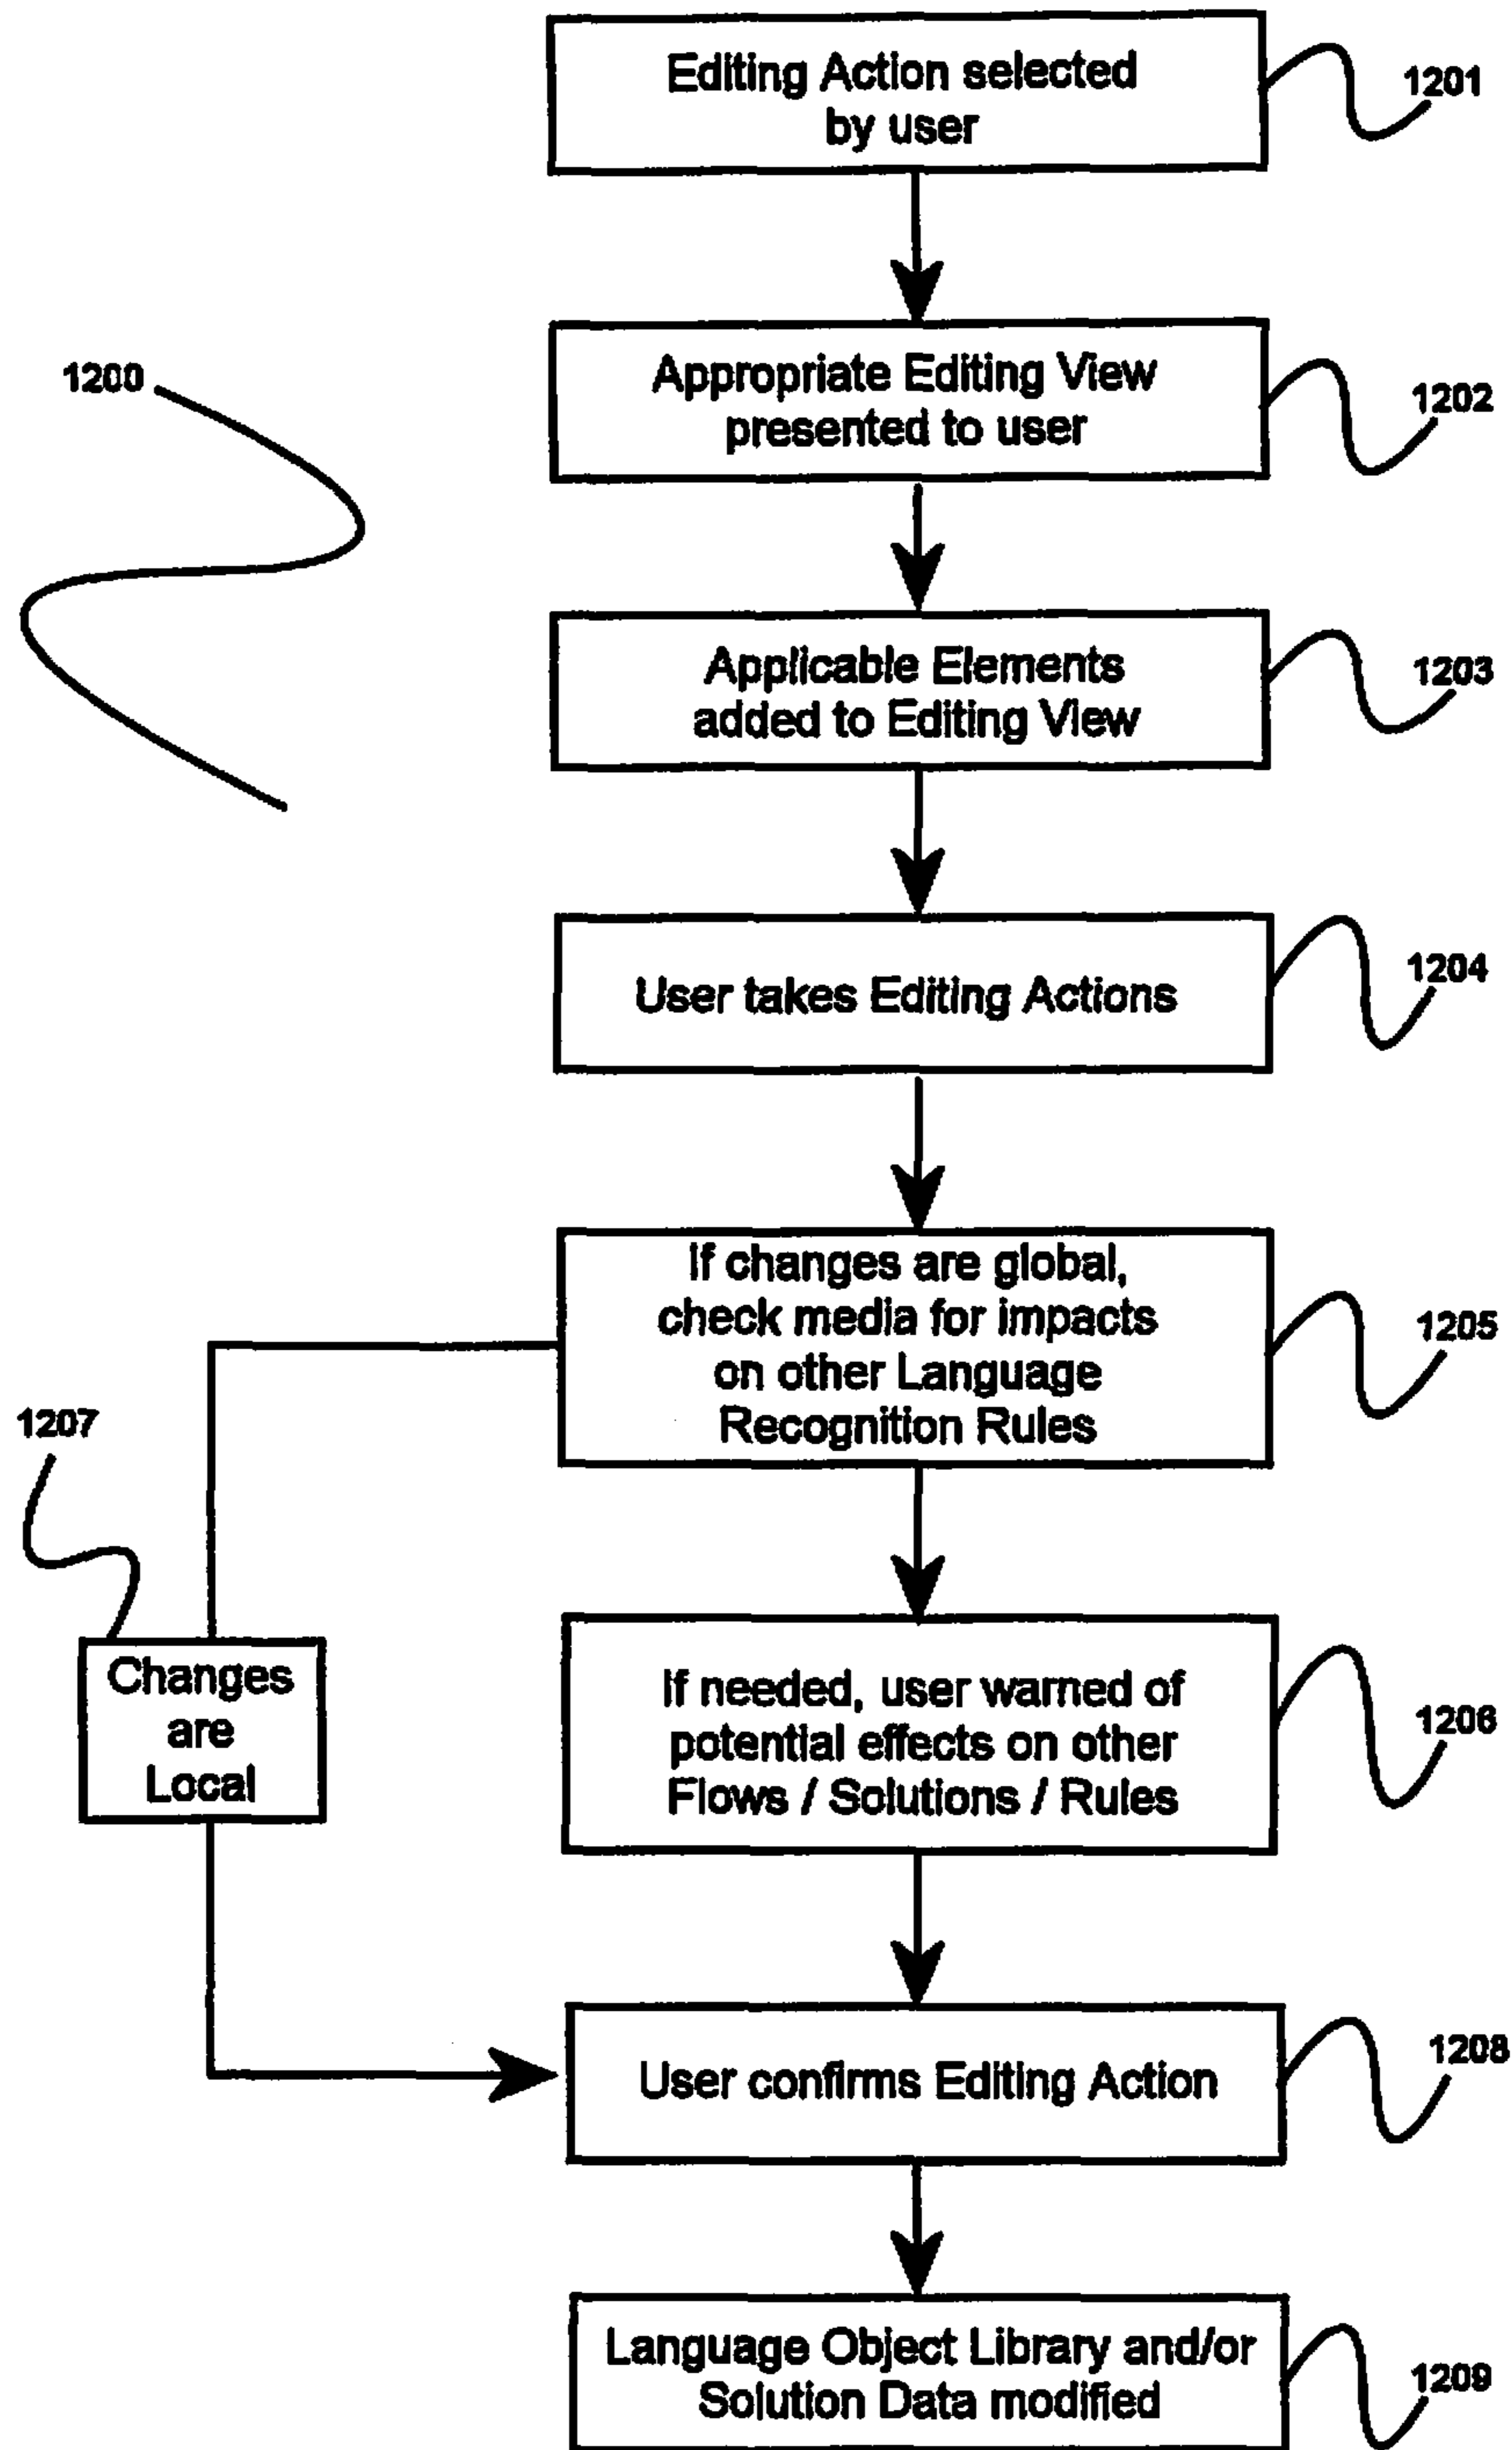 Editing Action selected
by user
1201
1200
Appropriate Editing View
presented to user
1202
Applicable Elements
added to Editing View
1203
User takes Editing Actions
1204
If changes are global,
check media for impacts
on other Language
Recognition Rules
1205
1207
Changes
are
Local
If needed, user warned of
potential effects on other
Flows / Solutions / Rules
1206
User confirms Editing Action
1208
Language Object Library and/or
Solution Data modified
1209